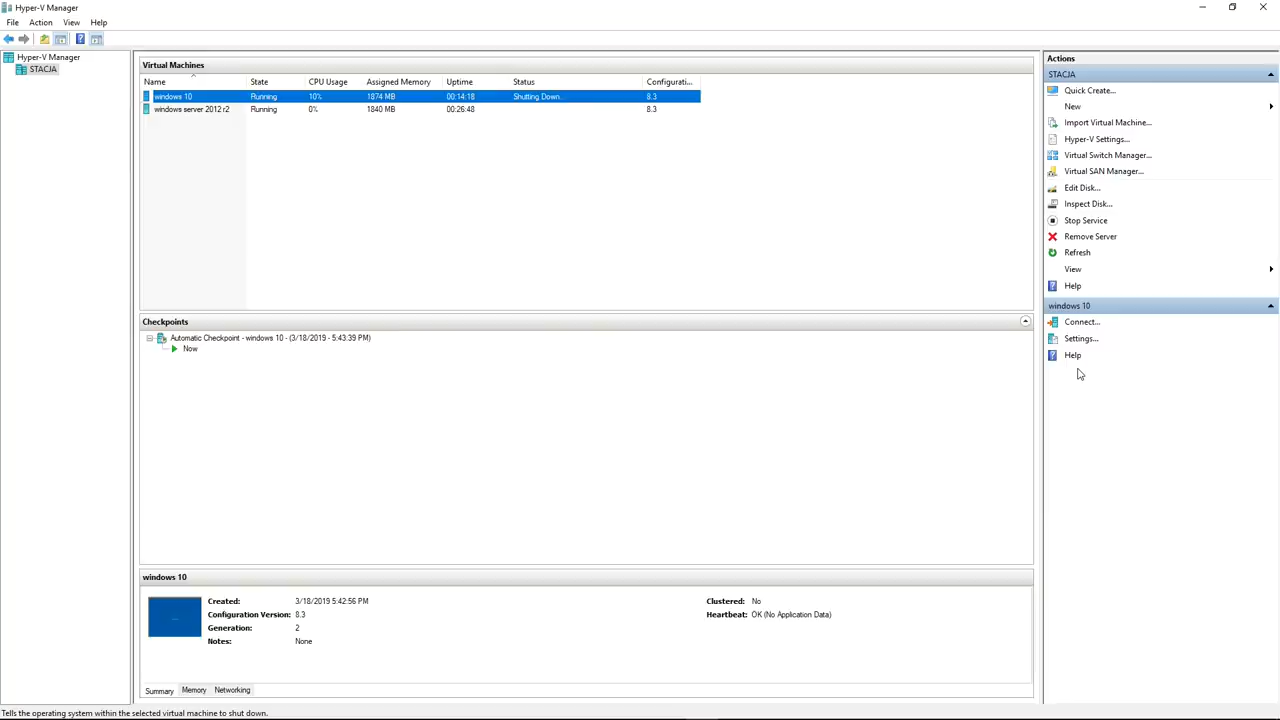 Hyper-V Manager
File Action View Help
Hyper-V Manager
STACJA
Virtual Machines
Name State CPU Usage Assigned Memory Uptime Status Configurati...
windows 10 Running 10% 1874 MB 00:14:18 Shutting Down. 8.3
windows server 2012 r2 Running 0% 1840 MB 00:26:48 8.3
Checkpoints
Automatic Checkpoint - windows 10 - (3/18/2019 - 5:43:39 PM)
Now
windows 10
Created: 3/18/2019 5:42:56 PM Clustered: No
Configuration Version: 8.3 Heartbeat: OK (No Application Data)
Generation: 2
Notes: None
Summary Memory Networking
Actions
STACJA
Quick Create...
New
Import Virtual Machine...
Hyper-V Settings...
Virtual Switch Manager...
Virtual SAN Manager...
Edit Disk...
Inspect Disk...
Stop Service
Remove Server
Refresh
View
Help
windows 10
Connect...
Settings...
Help
Tells the operating system within the selected virtual machine to shut down.